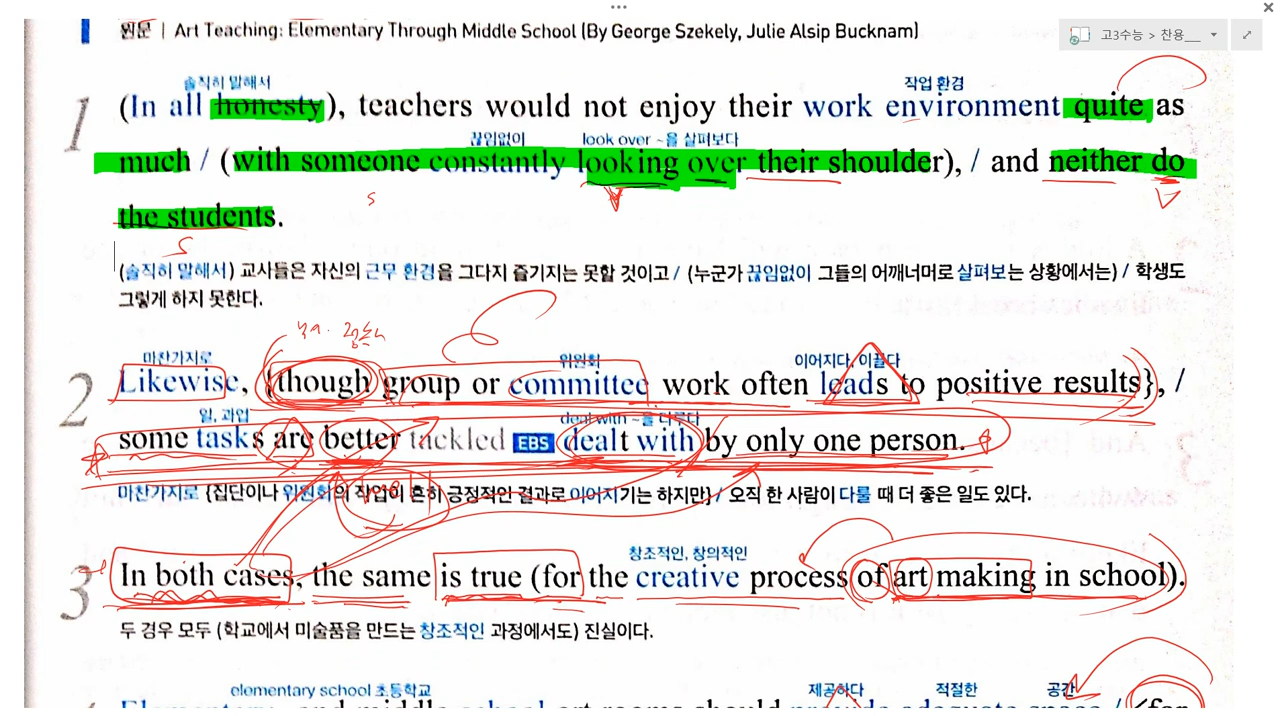 원문 | Art Teaching: Elementary Through Middle School (By George Szekely, Julie Alsip Bucknam)
고3수능 > 찬용__
솔직히 말해서 작업 환경
1 (In all honesty), teachers would not enjoy their work environment quite as
끊임없이 look over ~을 살펴보다
much / (with someone constantly looking over their shoulder), / and neither do
s
the students.
s
(솔직히 말해서) 교사들은 자신의 근무 환경을 그다지 즐기지는 못할 것이고 / (누군가 끊임없이 그들의 어깨너머로 살펴보는 상황에서는) / 학생도
그렇게 하지 못한다.
마찬가지로 위원회 이어지다, 이끌다
2 Likewise, {though group or committee work often leads to positive results}, /
일, 과업 deal with ~을 다루다
some tasks are better tackled EBS dealt with by only one person.
마찬가지로 {집단이나 위원회의 작업이 흔히 긍정적인 결과로 이어지기는 하지만} / 오직 한 사람이 다룰 때 더 좋은 일도 있다.
창조적인, 창의적인
3 In both cases, the same is true (for the creative process of art making in school).
두 경우 모두 (학교에서 미술품을 만드는 창조적인 과정에서도) 진실이다.
elementary school 초등학교 제공하다 적절한 공간
Elementary and middle school art rooms should provide adequate space / (for